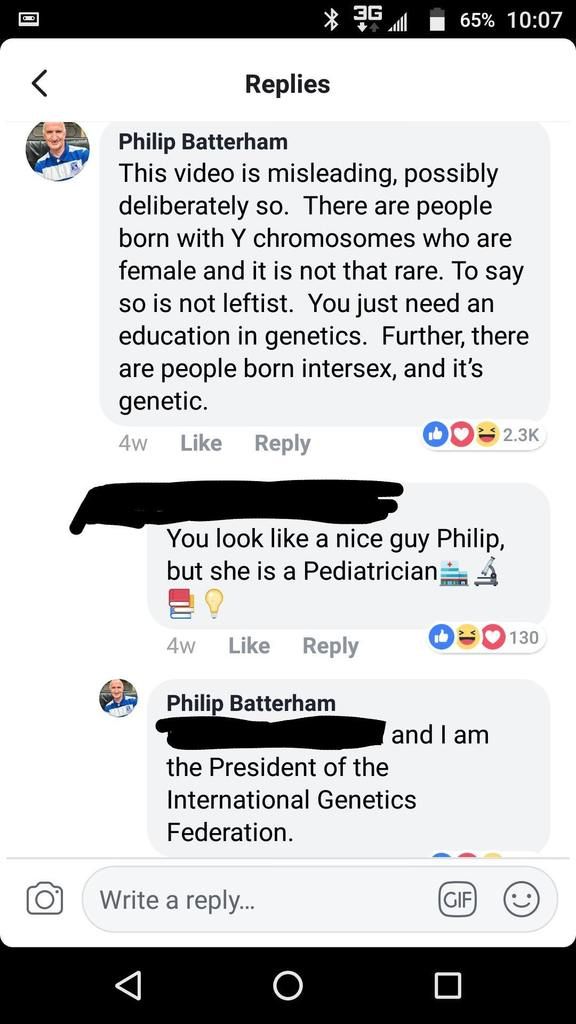 3G 65% 10:07
Replies
Philip Batterham
This video is misleading, possibly
deliberately so. There are people
born with Y chromosomes who are
female and it is not that rare. To say
so is not leftist. You just need an
education in genetics. Further, there
are people born intersex, and it's
genetic.
4w Like Reply 2.3K
You look like a nice guy Philip,
but she is a Pediatrician🏥🔬
📚💡
4w Like Reply 130
Philip Batterham
and I am
the President of the
International Genetics
Federation.
Write a reply... GIF